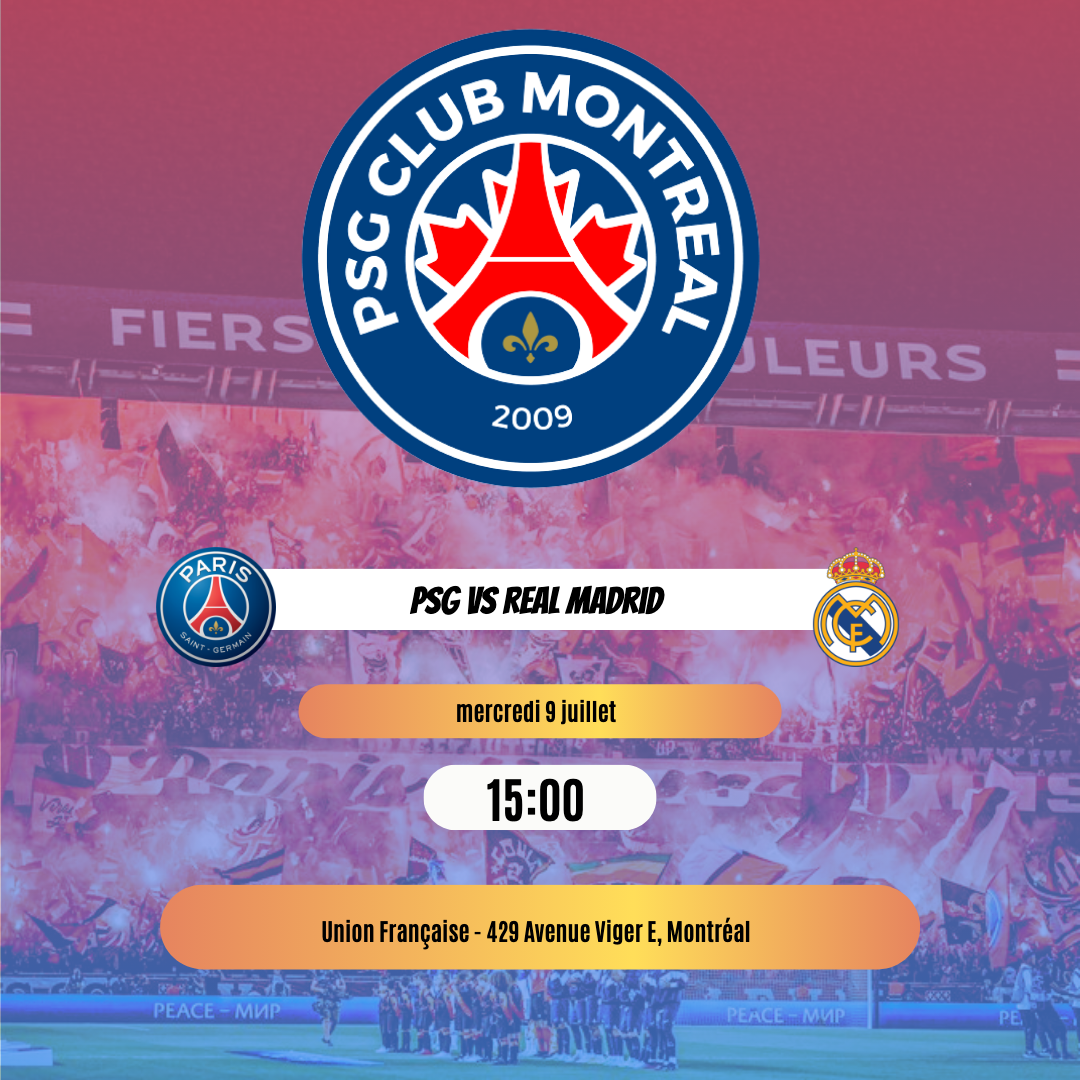 PSG CLUB MONTREAL
2009
FIERS
ULEURS
PARIS
SAINT - GERMAIN
PSG VS REAL MADRID
mercredi 9 juillet
15:00
Union Française - 429 Avenue Viger E, Montréal
PEACE – МИР
PEACE – МИР